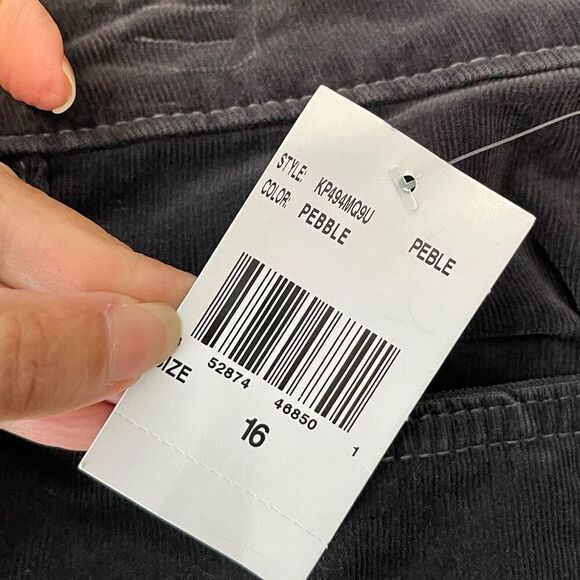 STYLE: KP494MQ9U
COLOR: PEBBLE PEBLE
52874 46850 1
SIZE
16